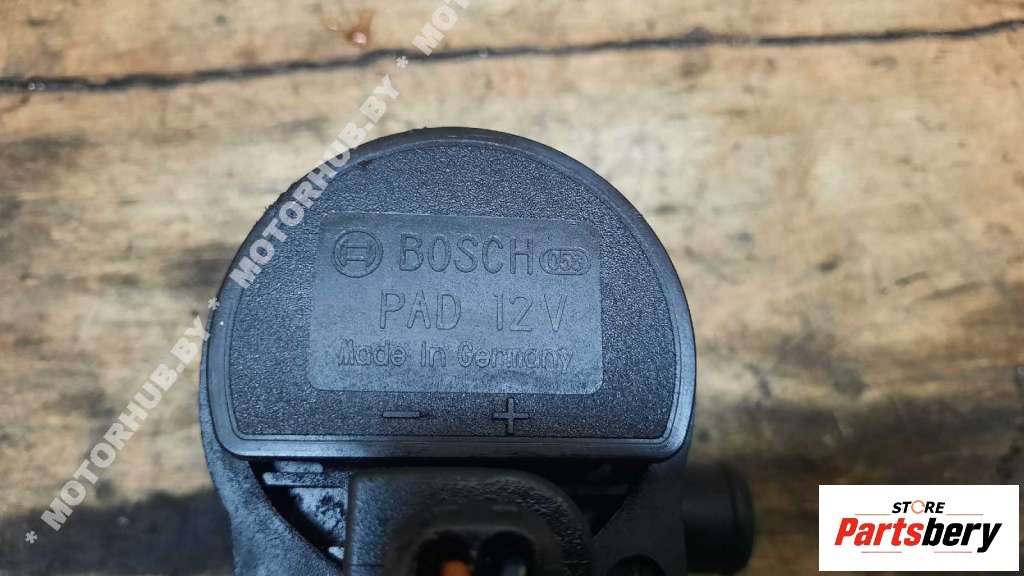 * MOTORHUB.BY * MOTORHUB.BY * MOTORHUB.BY *
BOSCH 053
PAD 12V
Made In Germany
- +
STORE
Partsbery